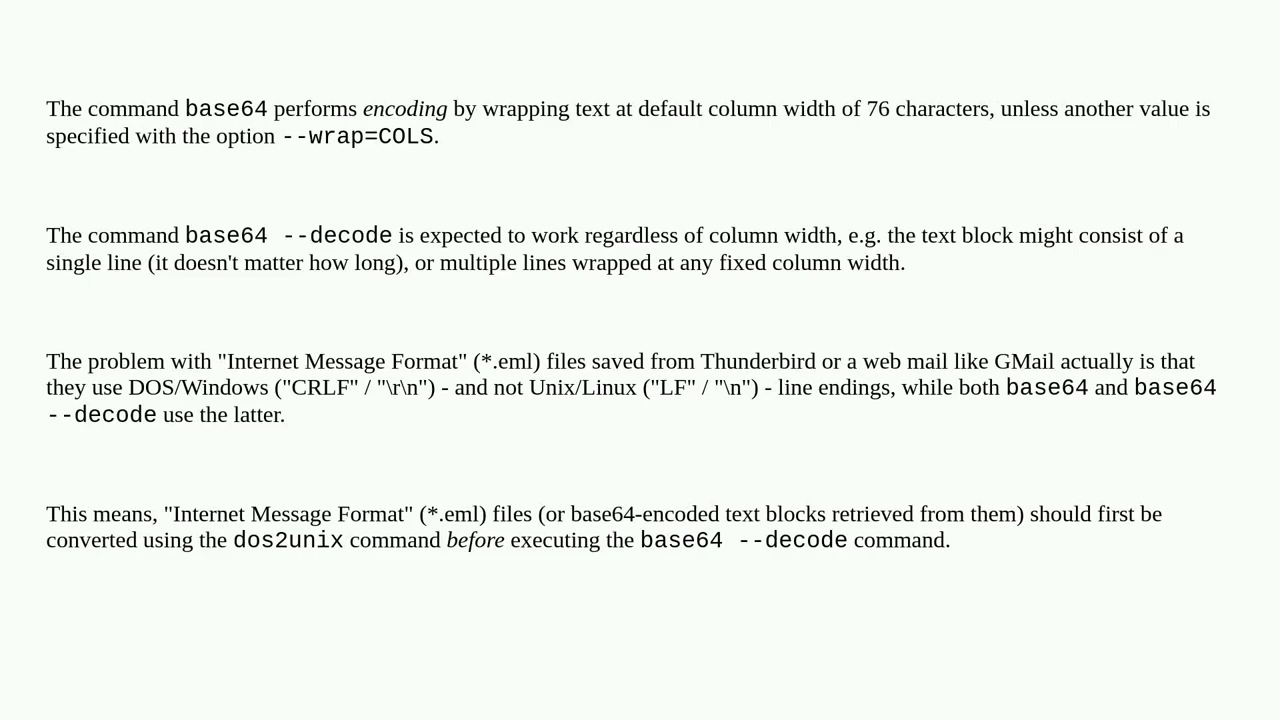 The command base64 performs encoding by wrapping text at default column width of 76 characters, unless another value is
specified with the option --wrap=COLS.
The command base64 --decode is expected to work regardless of column width, e.g. the text block might consist of a
single line (it doesn't matter how long), or multiple lines wrapped at any fixed column width.
The problem with "Internet Message Format" (*.eml) files saved from Thunderbird or a web mail like GMail actually is that
they use DOS/Windows ("CRLF" / "\r\n") - and not Unix/Linux ("LF" / "\n") - line endings, while both base64 and base64
--decode use the latter.
This means, "Internet Message Format" (*.eml) files (or base64-encoded text blocks retrieved from them) should first be
converted using the dos2unix command before executing the base64 --decode command.